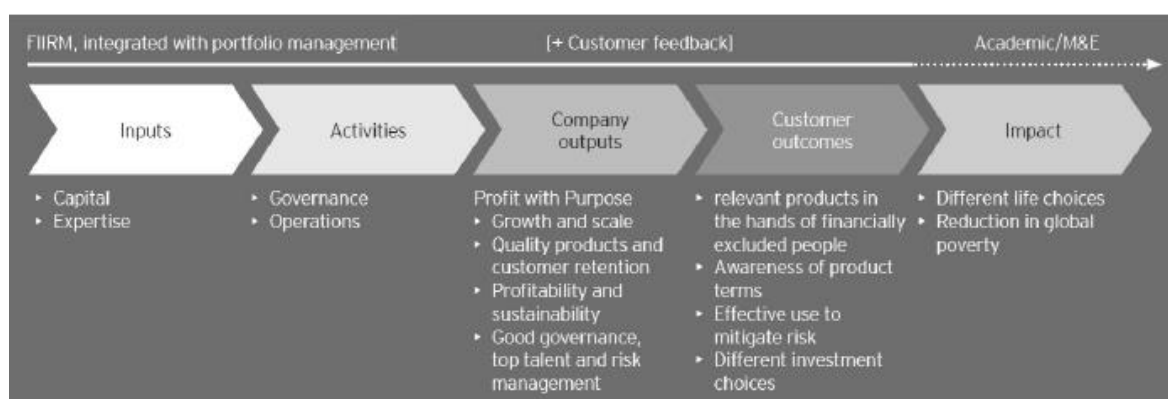 FIIRM, integrated with portfolio management
[+ Customer feedback]
Academic/M&E
Inputs
Activities
Company
outputs
Customer
outcomes
Impact
‣ Capital
‣ Expertise
‣ Governance
‣ Operations
Profit with Purpose
‣ Growth and scale
‣ Quality products and
customer retention
‣ Profitability and
sustainability
‣ Good governance,
top talent and risk
management
‣ relevant products in
the hands of financially
excluded people
‣ Awareness of product
terms
‣ Effective use to
mitigate risk
‣ Different investment
choices
‣ Different life choices
‣ Reduction in global
poverty